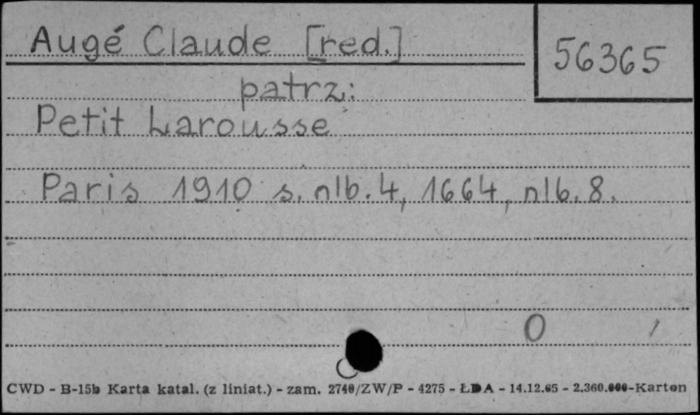 Augé Claude [red.]
56365
patrz:
Petit Larousse
Paris 1910 s. nlb. 4, 1664, nlb. 8.
0
CWD - B-15b Karta katal. (z liniat.) - zam. 2740/ZW/P - 4275 - ŁDA - 14.12.65 - 2.360.000-Karton